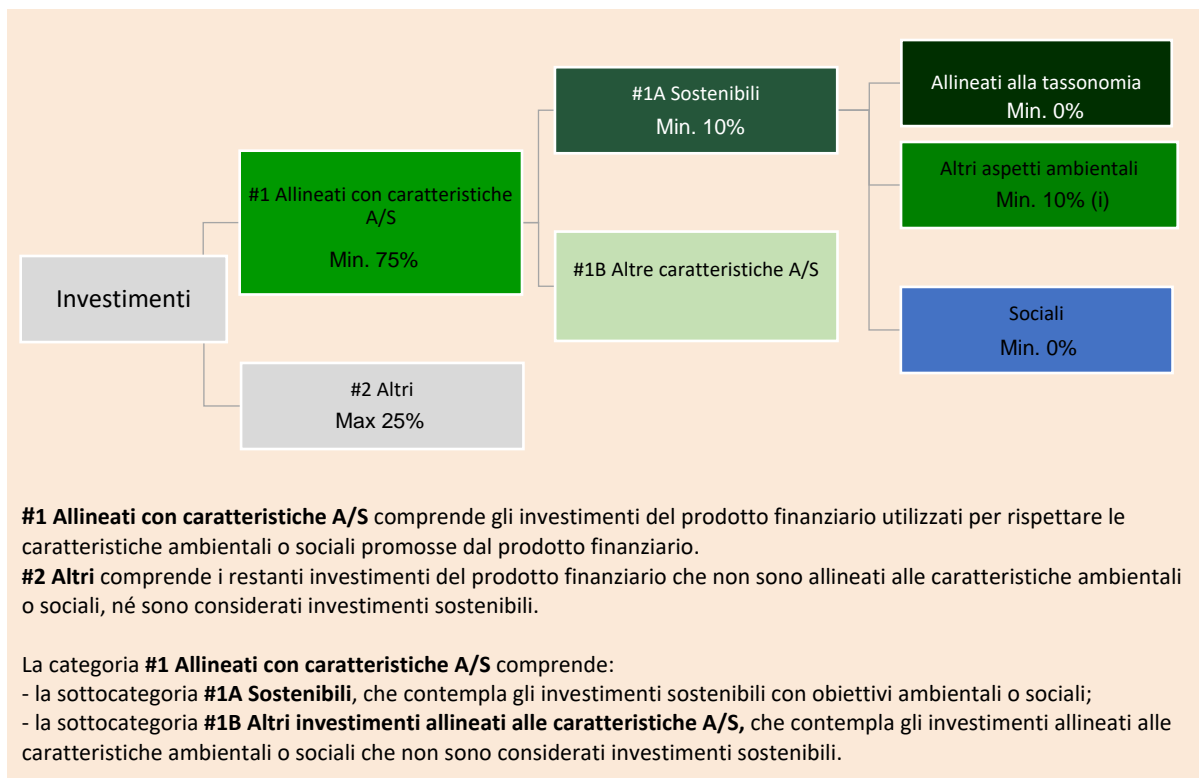 Investimenti
#1 Allineati con caratteristiche
A/S
Min. 75%
#2 Altri
Max 25%
#1A Sostenibili
Min. 10%
#1B Altre caratteristiche A/S
Allineati alla tassonomia
Min. 0%
Altri aspetti ambientali
Min. 10% (i)
Sociali
Min. 0%
#1 Allineati con caratteristiche A/S comprende gli investimenti del prodotto finanziario utilizzati per rispettare le
caratteristiche ambientali o sociali promosse dal prodotto finanziario.
#2 Altri comprende i restanti investimenti del prodotto finanziario che non sono allineati alle caratteristiche ambientali
o sociali, né sono considerati investimenti sostenibili.
La categoria #1 Allineati con caratteristiche A/S comprende:
- la sottocategoria #1A Sostenibili, che contempla gli investimenti sostenibili con obiettivi ambientali o sociali;
- la sottocategoria #1B Altri investimenti allineati alle caratteristiche A/S, che contempla gli investimenti allineati alle
caratteristiche ambientali o sociali che non sono considerati investimenti sostenibili.